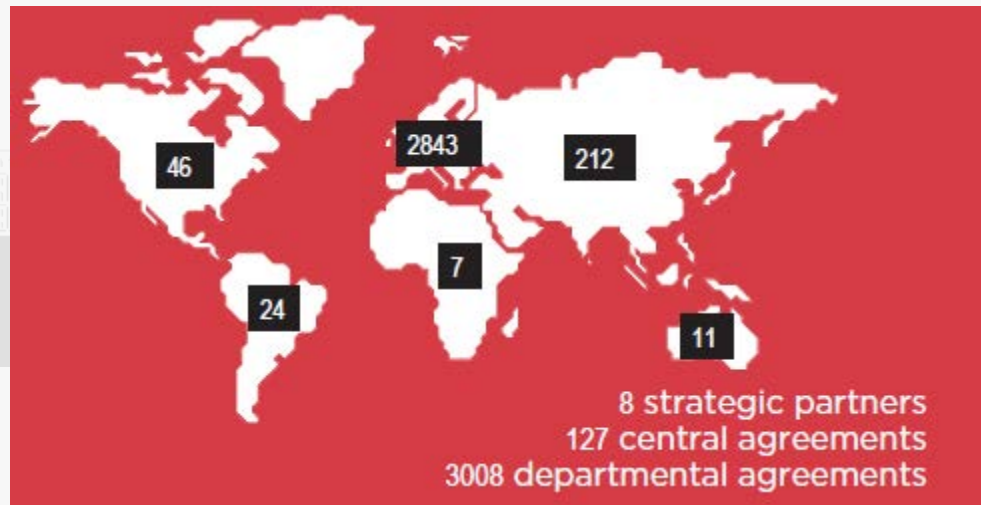 2843
46
212
7
24
11
8 strategic partners
127 central agreements
3008 departmental agreements